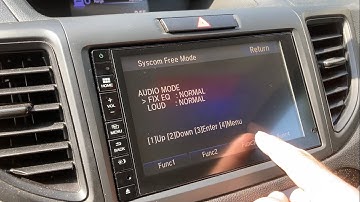 Syscom Free Mode
Return
AUDIO MODE
> FIX EQ : NORMAL
LOUD : NORMAL
[1]Up [2]Down [3]Enter [4]Menu
Func1
Func2
HOME
+
VOL
-
MENU
BACK